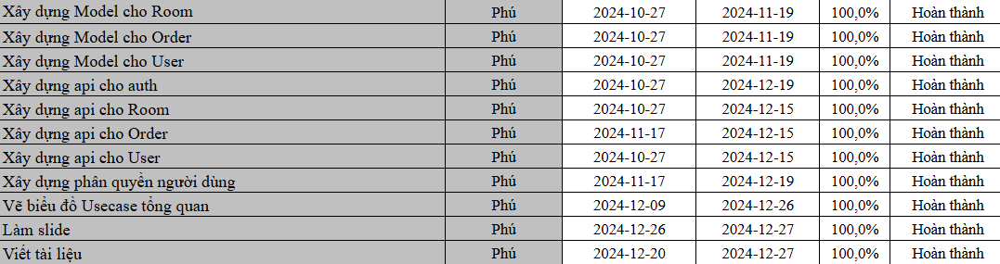 Xây dựng Model cho Room Phú 2024-10-27 2024-11-19 100,0% Hoàn thành
Xây dựng Model cho Order Phú 2024-10-27 2024-11-19 100,0% Hoàn thành
Xây dựng Model cho User Phú 2024-10-27 2024-11-19 100,0% Hoàn thành
Xây dựng api cho auth Phú 2024-10-27 2024-12-19 100,0% Hoàn thành
Xây dựng api cho Room Phú 2024-10-27 2024-12-15 100,0% Hoàn thành
Xây dựng api cho Order Phú 2024-11-17 2024-12-15 100,0% Hoàn thành
Xây dựng api cho User Phú 2024-10-27 2024-12-15 100,0% Hoàn thành
Xây dựng phân quyền người dùng Phú 2024-11-17 2024-12-19 100,0% Hoàn thành
Vẽ biểu đồ Usecase tổng quan Phú 2024-12-09 2024-12-26 100,0% Hoàn thành
Làm slide Phú 2024-12-26 2024-12-27 100,0% Hoàn thành
Viết tài liệu Phú 2024-12-20 2024-12-27 100,0% Hoàn thành